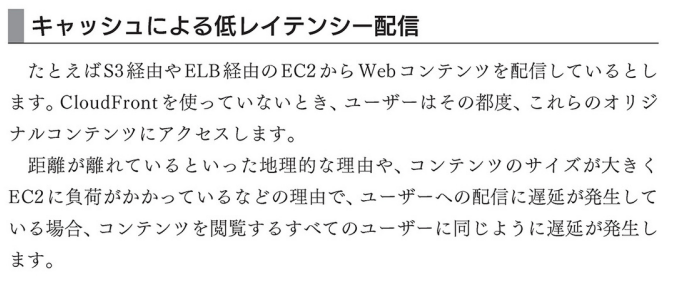 キャッシュによる低レイテンシー配信
たとえばS3経由やELB経由のEC2からWebコンテンツを配信しているとし
ます。CloudFrontを使っていないとき、ユーザーはその都度、これらのオリジ
ナルコンテンツにアクセスします。
距離が離れているといった地理的な理由や、コンテンツのサイズが大きく
EC2に負荷がかかっているなどの理由で、ユーザーへの配信に遅延が発生して
いる場合、コンテンツを閲覧するすべてのユーザーに同じように遅延が発生し
ます。